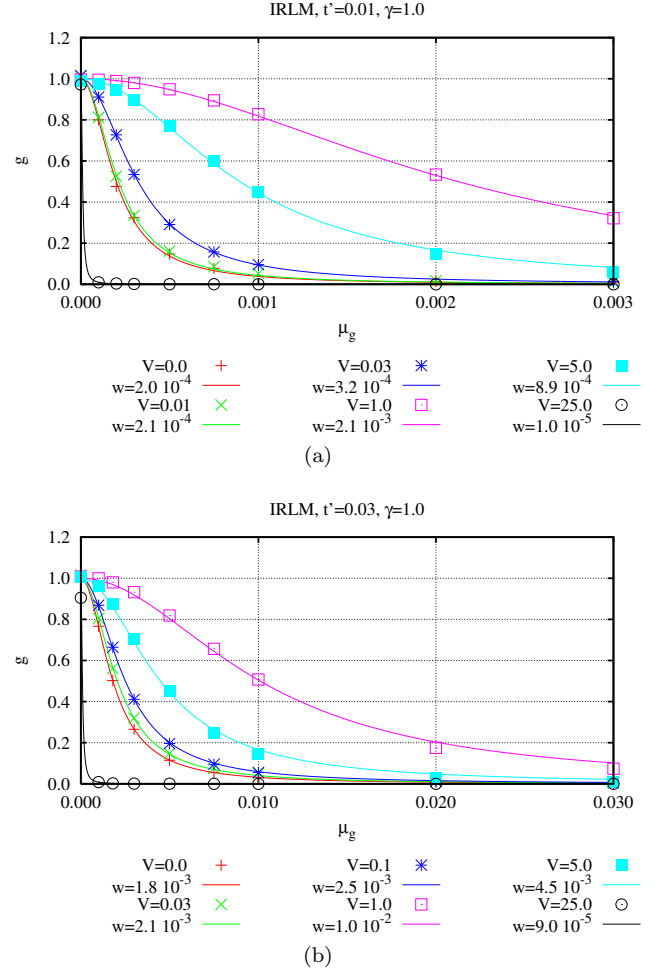 IRLM, t'=0.01, γ=1.0
1.2
1.0
0.8
0.6
0.4
0.2
0.0
g
0.000 0.001 0.002 0.003
μg
V=0.0 V=0.03 V=5.0
w=2.0 10-4 w=3.2 10-4 w=8.9 10-4
V=0.01 V=1.0 V=25.0
w=2.1 10-4 w=2.1 10-3 w=1.0 10-5
(a)
IRLM, t'=0.03, γ=1.0
1.2
1.0
0.8
0.6
0.4
0.2
0.0
g
0.000 0.010 0.020 0.030
μg
V=0.0 V=0.1 V=5.0
w=1.8 10-3 w=2.5 10-3 w=4.5 10-3
V=0.03 V=1.0 V=25.0
w=2.1 10-3 w=1.0 10-2 w=9.0 10-5
(b)